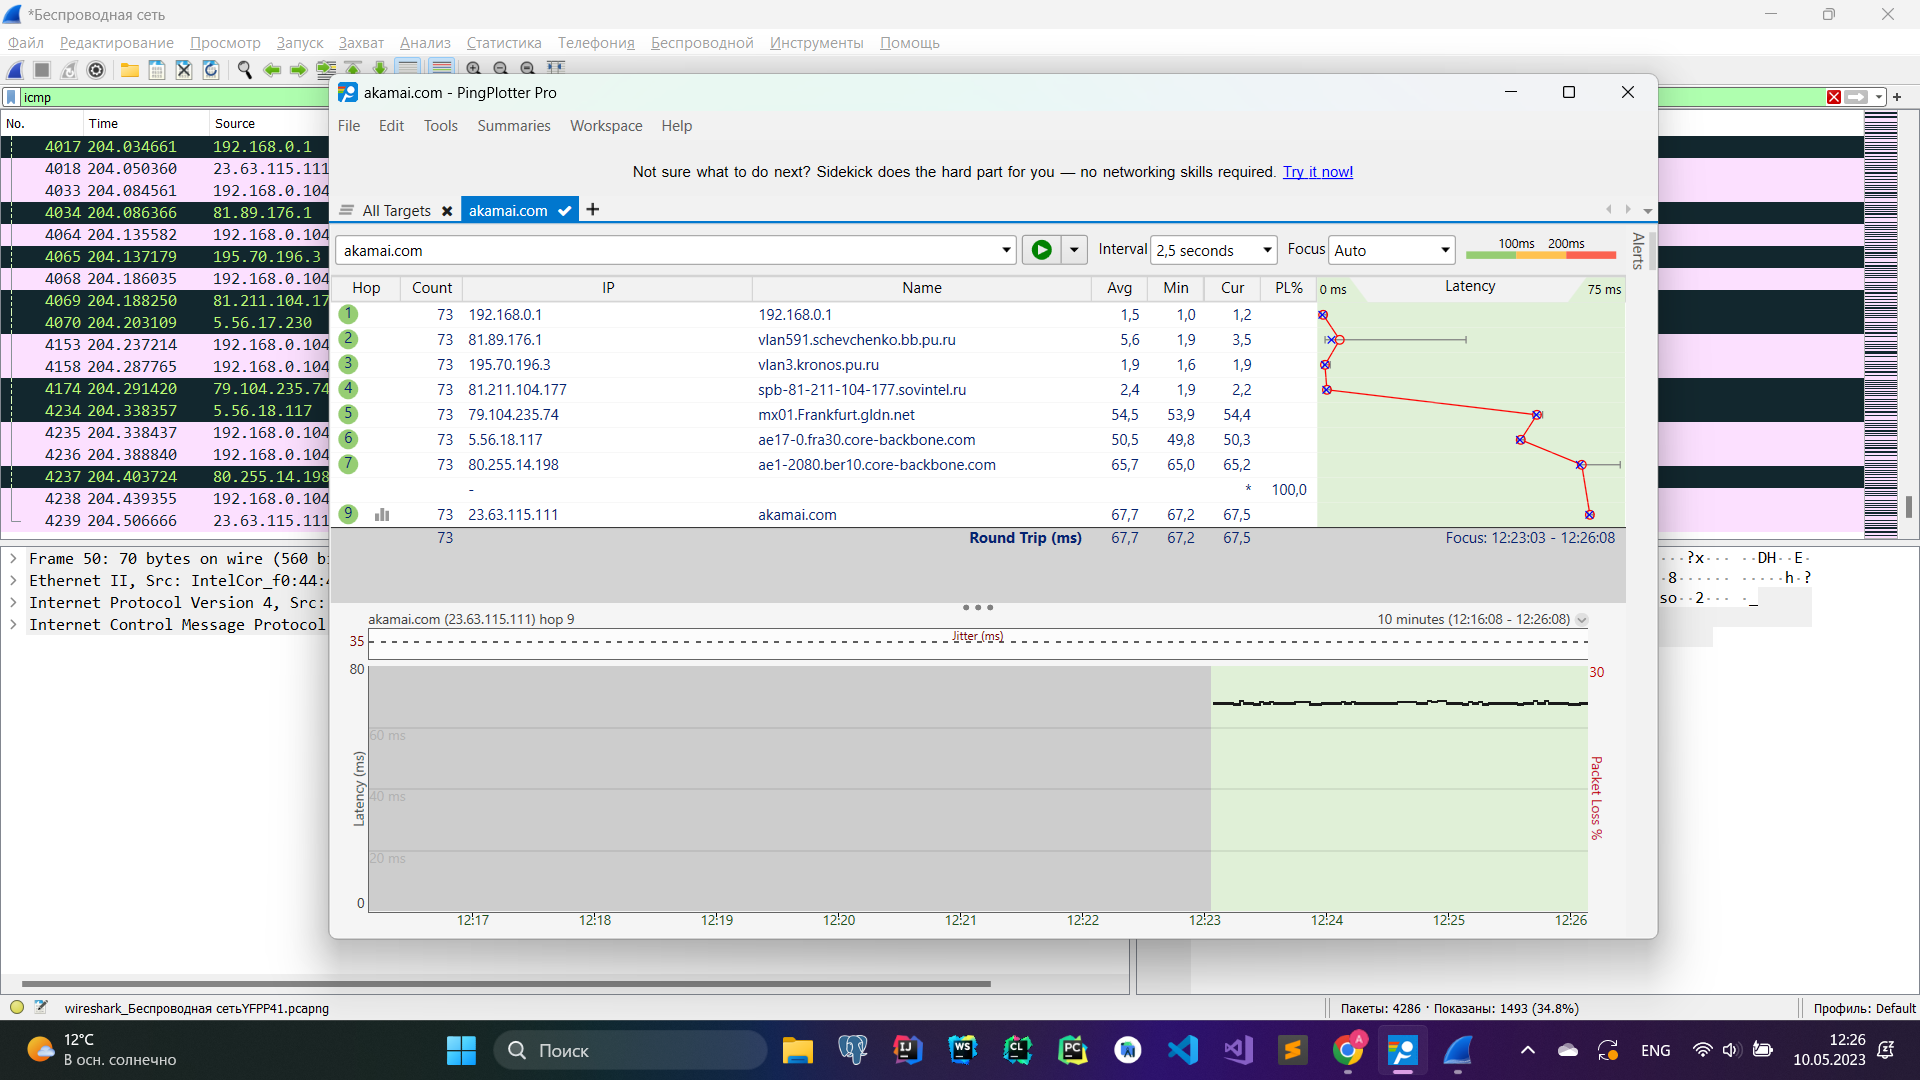 *Беспроводная сеть
Файл Редактирование Просмотр Запуск Захват Анализ Статистика Телефония Беспроводной Инструменты Помощь
icmp
No. Time Source
4017 204.034661 192.168.0.1
4018 204.050360 23.63.115.111
4033 204.084561 192.168.0.104
4034 204.086366 81.89.176.1
4064 204.135582 192.168.0.104
4065 204.137179 195.70.196.3
4068 204.186035 192.168.0.104
4069 204.188250 81.211.104.17
4070 204.203109 5.56.17.230
4153 204.237214 192.168.0.104
4158 204.287765 192.168.0.104
4174 204.291420 79.104.235.74
4234 204.338357 5.56.18.117
4235 204.338437 192.168.0.104
4236 204.388840 192.168.0.104
4237 204.403724 80.255.14.198
4238 204.439355 192.168.0.104
4239 204.506666 23.63.115.111
Frame 50: 70 bytes on wire (560 bi
Ethernet II, Src: IntelCor_f0:44:4
Internet Protocol Version 4, Src:
Internet Control Message Protocol
akamai.com - PingPlotter Pro
File Edit Tools Summaries Workspace Help
Not sure what to do next? Sidekick does the hard part for you — no networking skills required. Try it now!
All Targets akamai.com
akamai.com Interval 2,5 seconds Focus Auto 100ms 200ms
Alerts
Hop Count IP Name Avg Min Cur PL% 0 ms Latency 75 ms
1 73 192.168.0.1 192.168.0.1 1,5 1,0 1,2
2 73 81.89.176.1 vlan591.schevchenko.bb.pu.ru 5,6 1,9 3,5
3 73 195.70.196.3 vlan3.kronos.pu.ru 1,9 1,6 1,9
4 73 81.211.104.177 spb-81-211-104-177.sovintel.ru 2,4 1,9 2,2
5 73 79.104.235.74 mx01.Frankfurt.gldn.net 54,5 53,9 54,4
6 73 5.56.18.117 ae17-0.fra30.core-backbone.com 50,5 49,8 50,3
7 73 80.255.14.198 ae1-2080.ber10.core-backbone.com 65,7 65,0 65,2
- * 100,0
9 73 23.63.115.111 akamai.com 67,7 67,2 67,5
73 Round Trip (ms) 67,7 67,2 67,5 Focus: 12:23:03 - 12:26:08
akamai.com (23.63.115.111) hop 9 10 minutes (12:16:08 - 12:26:08)
35 Jitter (ms)
80 30
60 ms
40 ms
20 ms
0
Latency (ms)
Packet Loss %
12:17 12:18 12:19 12:20 12:21 12:22 12:23 12:24 12:25 12:26
···?x··· ··DH··E·
·8······ ·····h·?
so··2··· ·_
wireshark_Беспроводная сетьYFPP41.pcapng Пакеты: 4286 · Показаны: 1493 (34.8%) Профиль: Default
12°C
В осн. солнечно
Поиск
ENG
12:26
10.05.2023